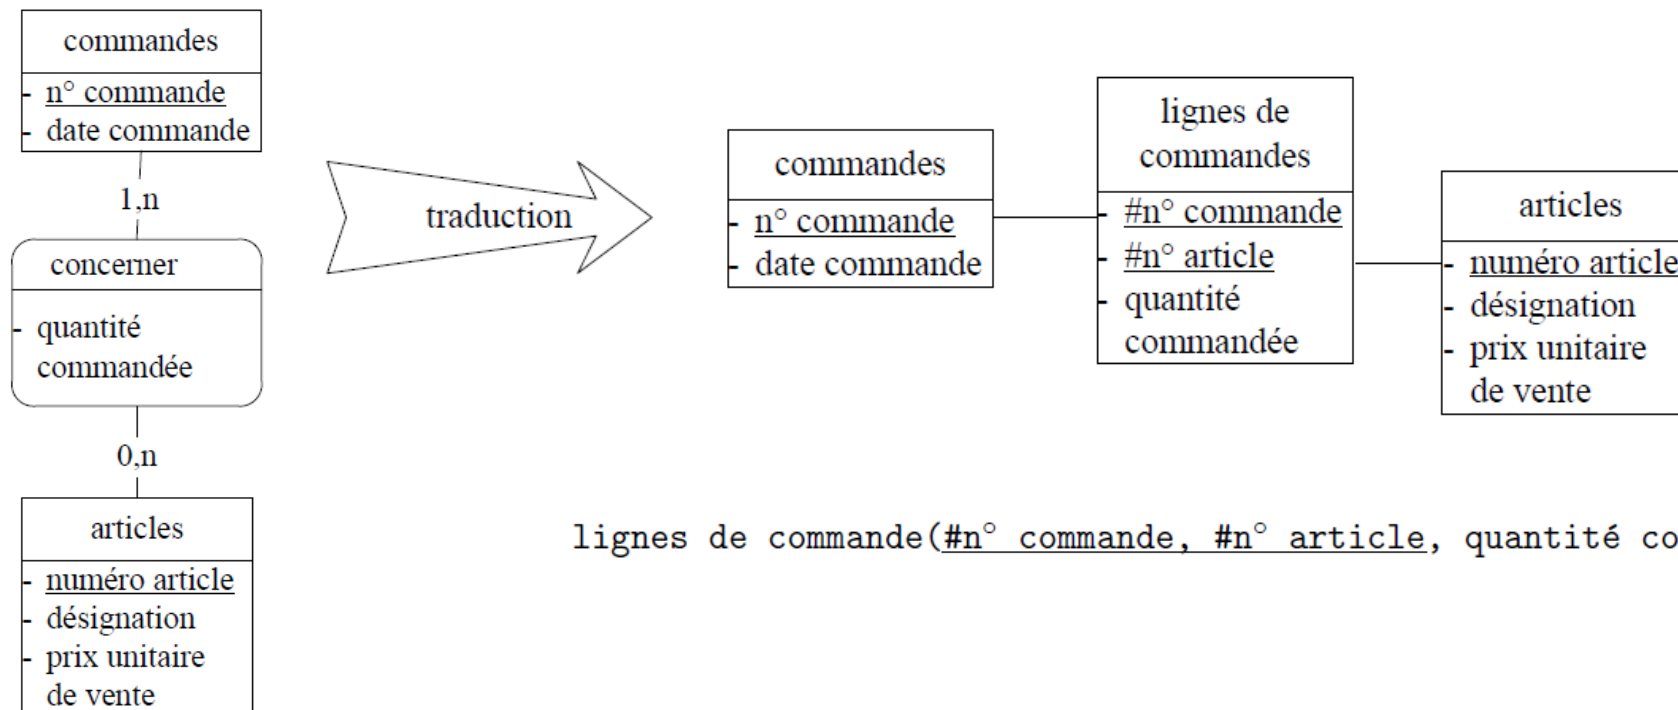 commandes
- n° commande
- date commande
1,n
concerner
- quantité
commandée
0,n
articles
- numéro article
- désignation
- prix unitaire
de vente
traduction
commandes
- n° commande
- date commande
lignes de
commandes
- #n° commande
- #n° article
- quantité
commandée
articles
- numéro article
- désignation
- prix unitaire
de vente
lignes de commande(#n° commande, #n° article, quantité co